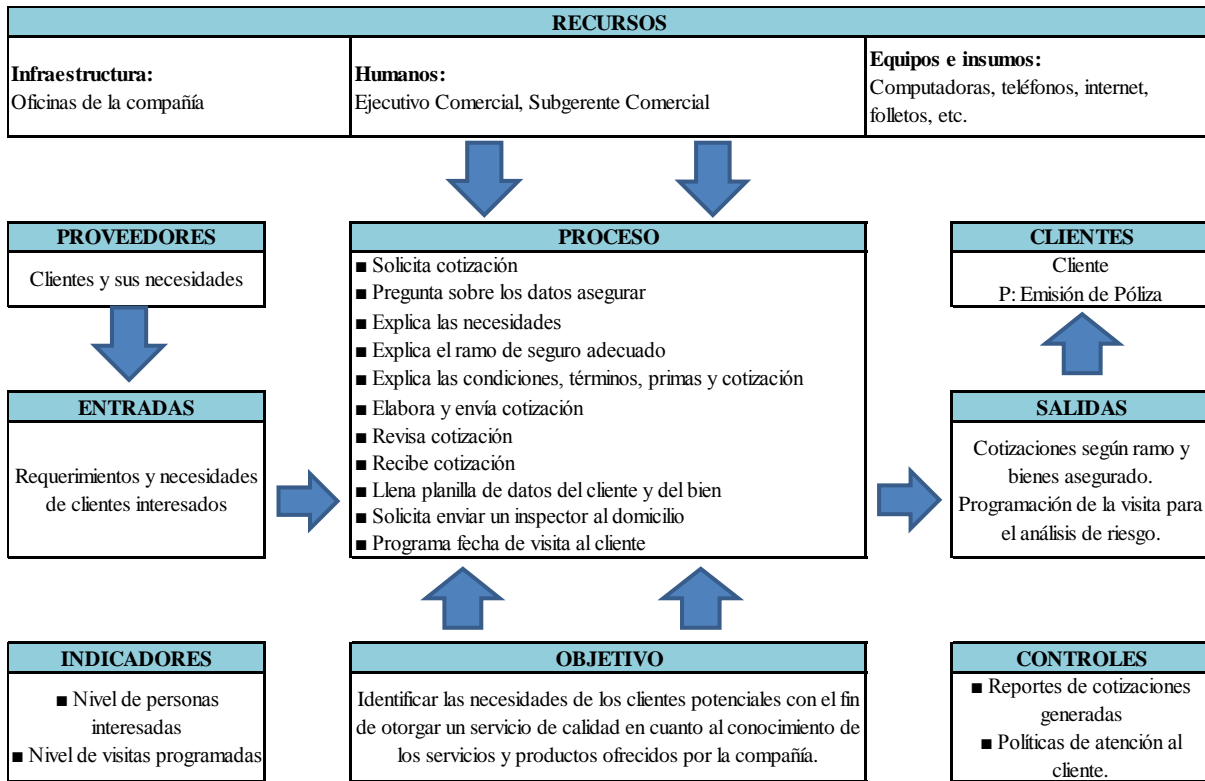 RECURSOS
Infraestructura:
Oficinas de la compañía
Humanos:
Ejecutivo Comercial, Subgerente Comercial
Equipos e insumos:
Computadoras, teléfonos, internet,
folletos, etc.
PROVEEDORES
Clientes y sus necesidades
ENTRADAS
Requerimientos y necesidades
de clientes interesados
PROCESO
■ Solicita cotización
■ Pregunta sobre los datos asegurar
■ Explica las necesidades
■ Explica el ramo de seguro adecuado
■ Explica las condiciones, términos, primas y cotización
■ Elabora y envía cotización
■ Revisa cotización
■ Recibe cotización
■ Llena planilla de datos del cliente y del bien
■ Solicita enviar un inspector al domicilio
■ Programa fecha de visita al cliente
CLIENTES
Cliente
P: Emisión de Póliza
SALIDAS
Cotizaciones según ramo y
bienes asegurado.
Programación de la visita para
el análisis de riesgo.
INDICADORES
■ Nivel de personas
interesadas
■ Nivel de visitas programadas
OBJETIVO
Identificar las necesidades de los clientes potenciales con el fin
de otorgar un servicio de calidad en cuanto al conocimiento de
los servicios y productos ofrecidos por la compañía.
CONTROLES
■ Reportes de cotizaciones
generadas
■ Políticas de atención al
cliente.